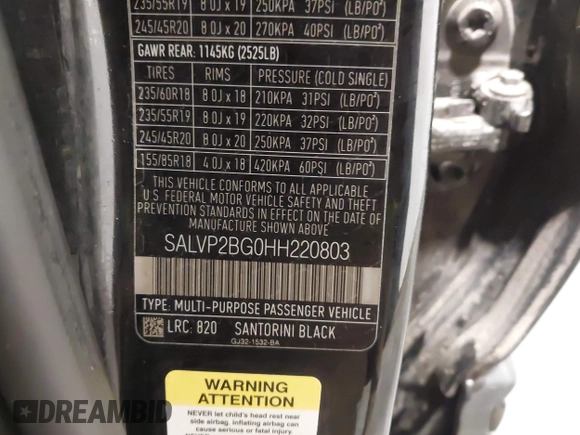 235/55R19 8.0J x 19 250KPA 37PSI (LB/PO²)
245/45R20 8.0J x 20 270KPA 40PSI (LB/PO²)
GAWR REAR: 1145KG (2525LB)
TIRES RIMS PRESSURE (COLD SINGLE)
235/60R18 8.0J x 18 210KPA 31PSI (LB/PO²)
235/55R19 8.0J x 19 220KPA 32PSI (LB/PO²)
245/45R20 8.0J x 20 250KPA 37PSI (LB/PO²)
155/85R18 4.0J x 18 420KPA 60PSI (LB/PO²)
THIS VEHICLE CONFORMS TO ALL APPLICABLE
U.S. FEDERAL MOTOR VEHICLE SAFETY AND THEFT
PREVENTION STANDARDS IN EFFECT ON THE DATE OF
MANUFACTURE SHOWN ABOVE
SALVP2BG0HH220803
TYPE: MULTI-PURPOSE PASSENGER VEHICLE
LRC: 820 SANTORINI BLACK
GJ32-1532-BA
WARNING
ATTENTION
NEVER let child's head rest near
side airbag, inflating airbag can
cause serious or fatal injury.
DREAMBID